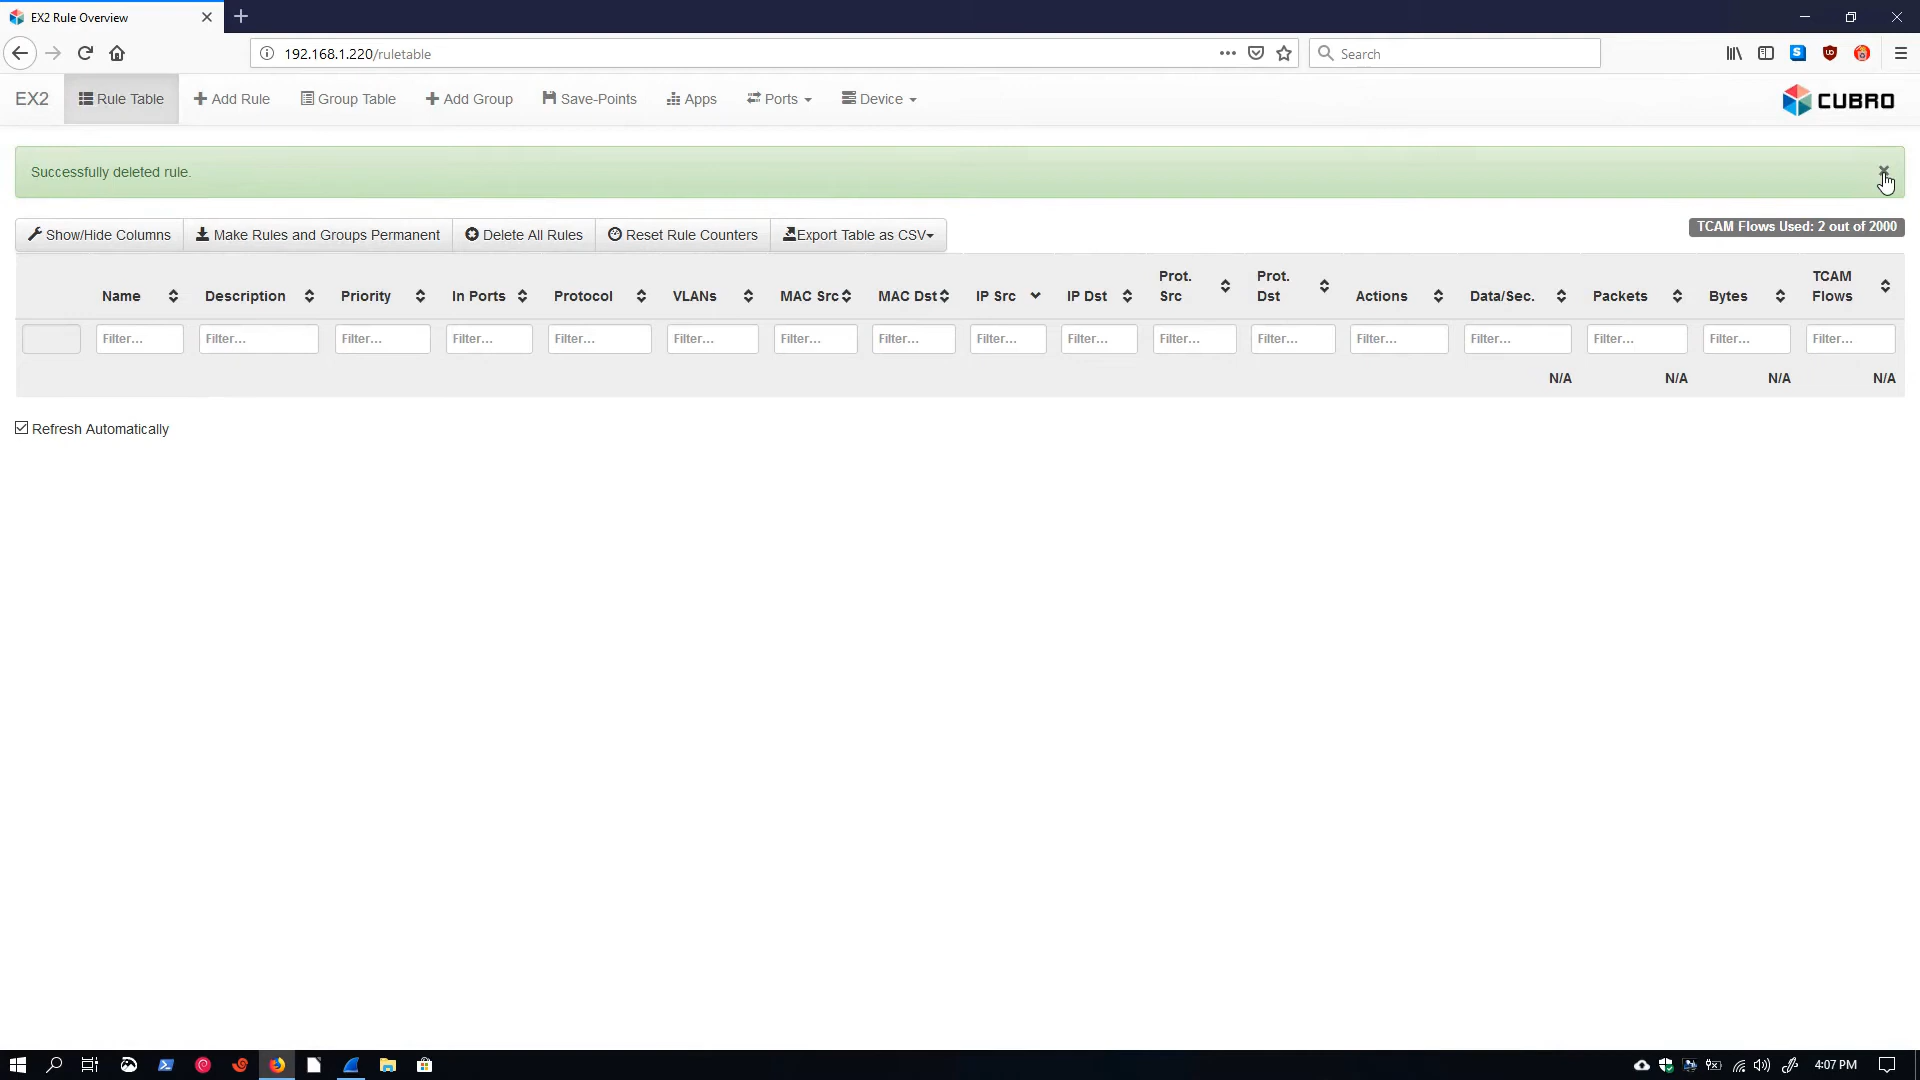 EX2 Rule Overview
192.168.1.220/ruletable
Search
EX2
Rule Table
Add Rule
Group Table
Add Group
Save-Points
Apps
Ports
Device
CUBRO
Successfully deleted rule.
Show/Hide Columns
Make Rules and Groups Permanent
Delete All Rules
Reset Rule Counters
Export Table as CSV
TCAM Flows Used: 2 out of 2000
Name
Description
Priority
In Ports
Protocol
VLANs
MAC Src
MAC Dst
IP Src
IP Dst
Prot. Src
Prot. Dst
Actions
Data/Sec.
Packets
Bytes
TCAM Flows
Filter... Filter... Filter... Filter... Filter... Filter... Filter... Filter... Filter... Filter... Filter... Filter... Filter... Filter... Filter... Filter... Filter...
N/A N/A N/A N/A
Refresh Automatically
4:07 PM